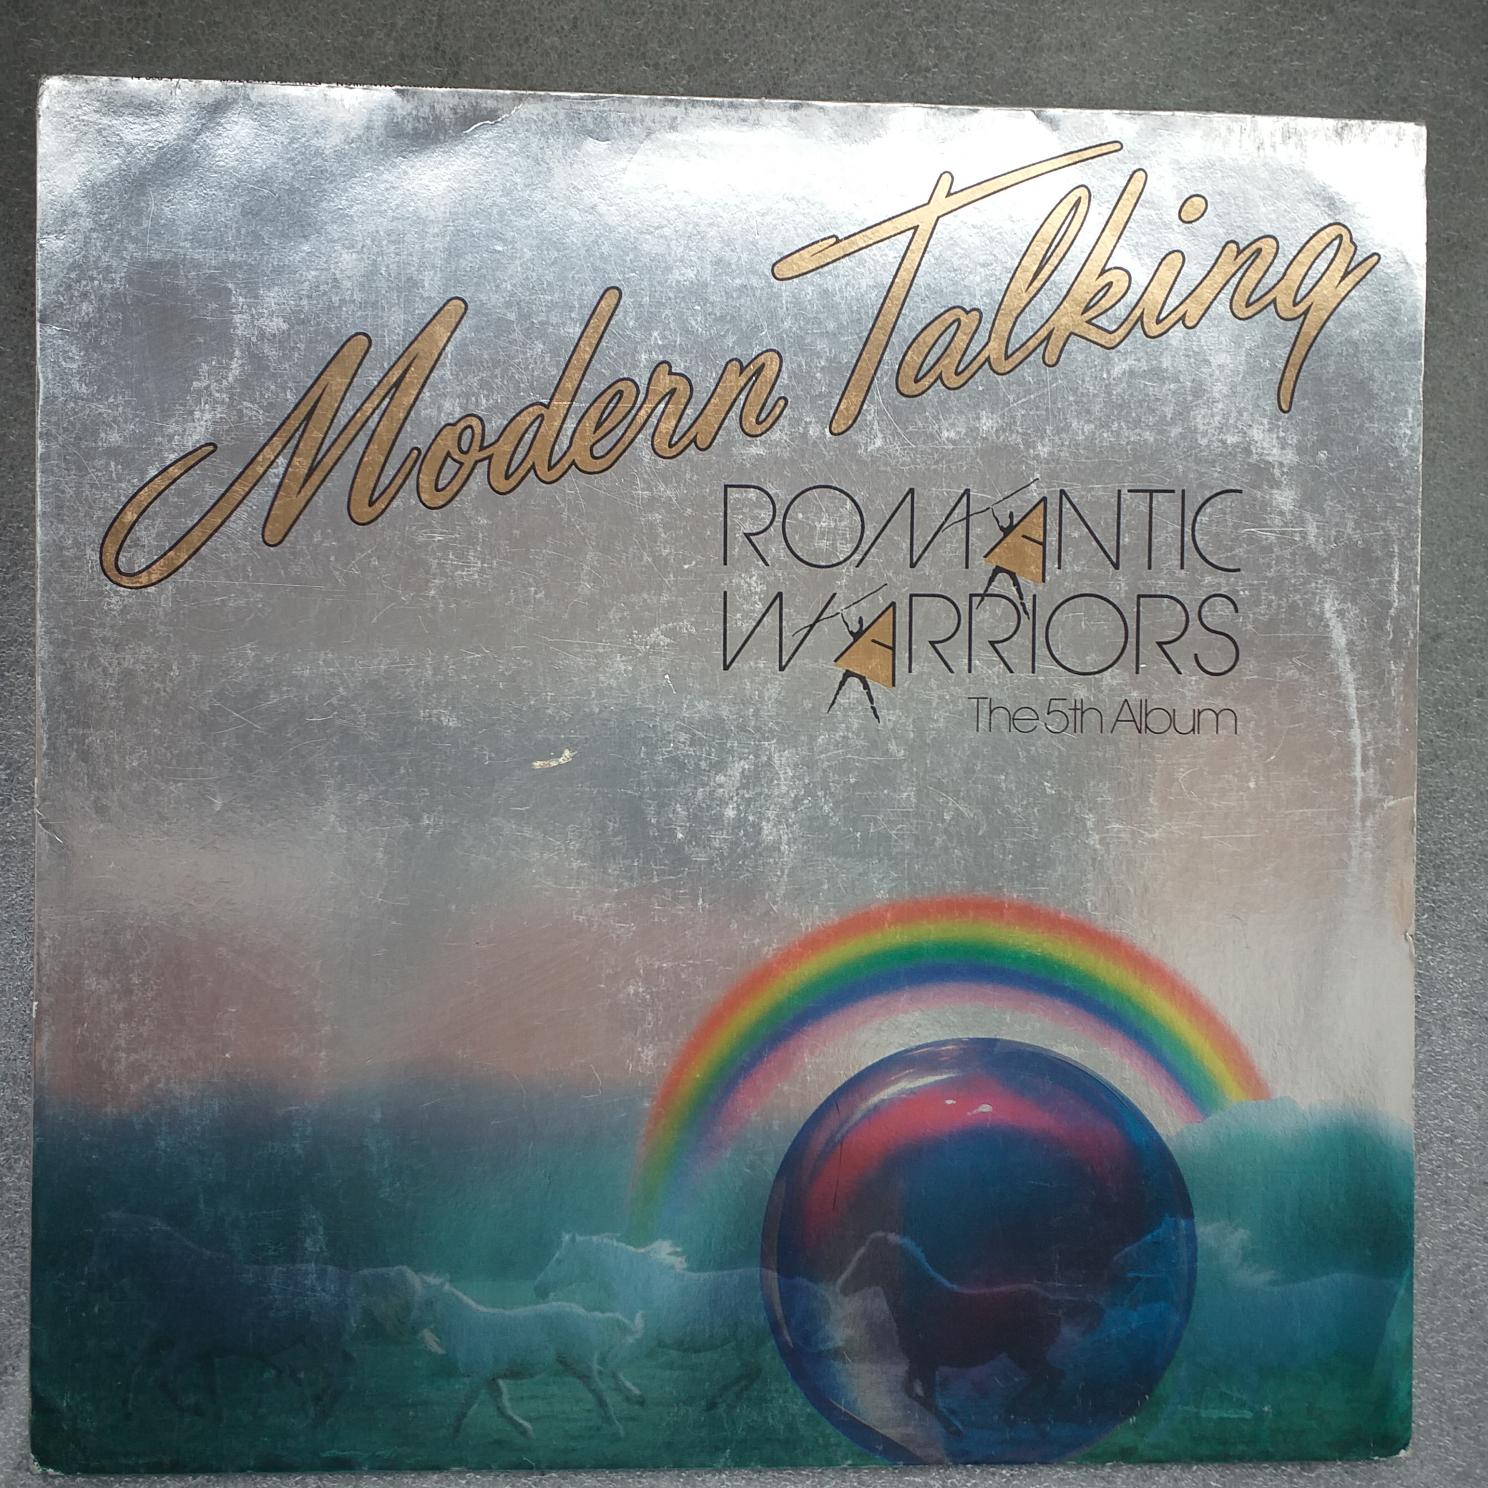 Modern Talking
ROMANTIC
WARRIORS
The 5th Album